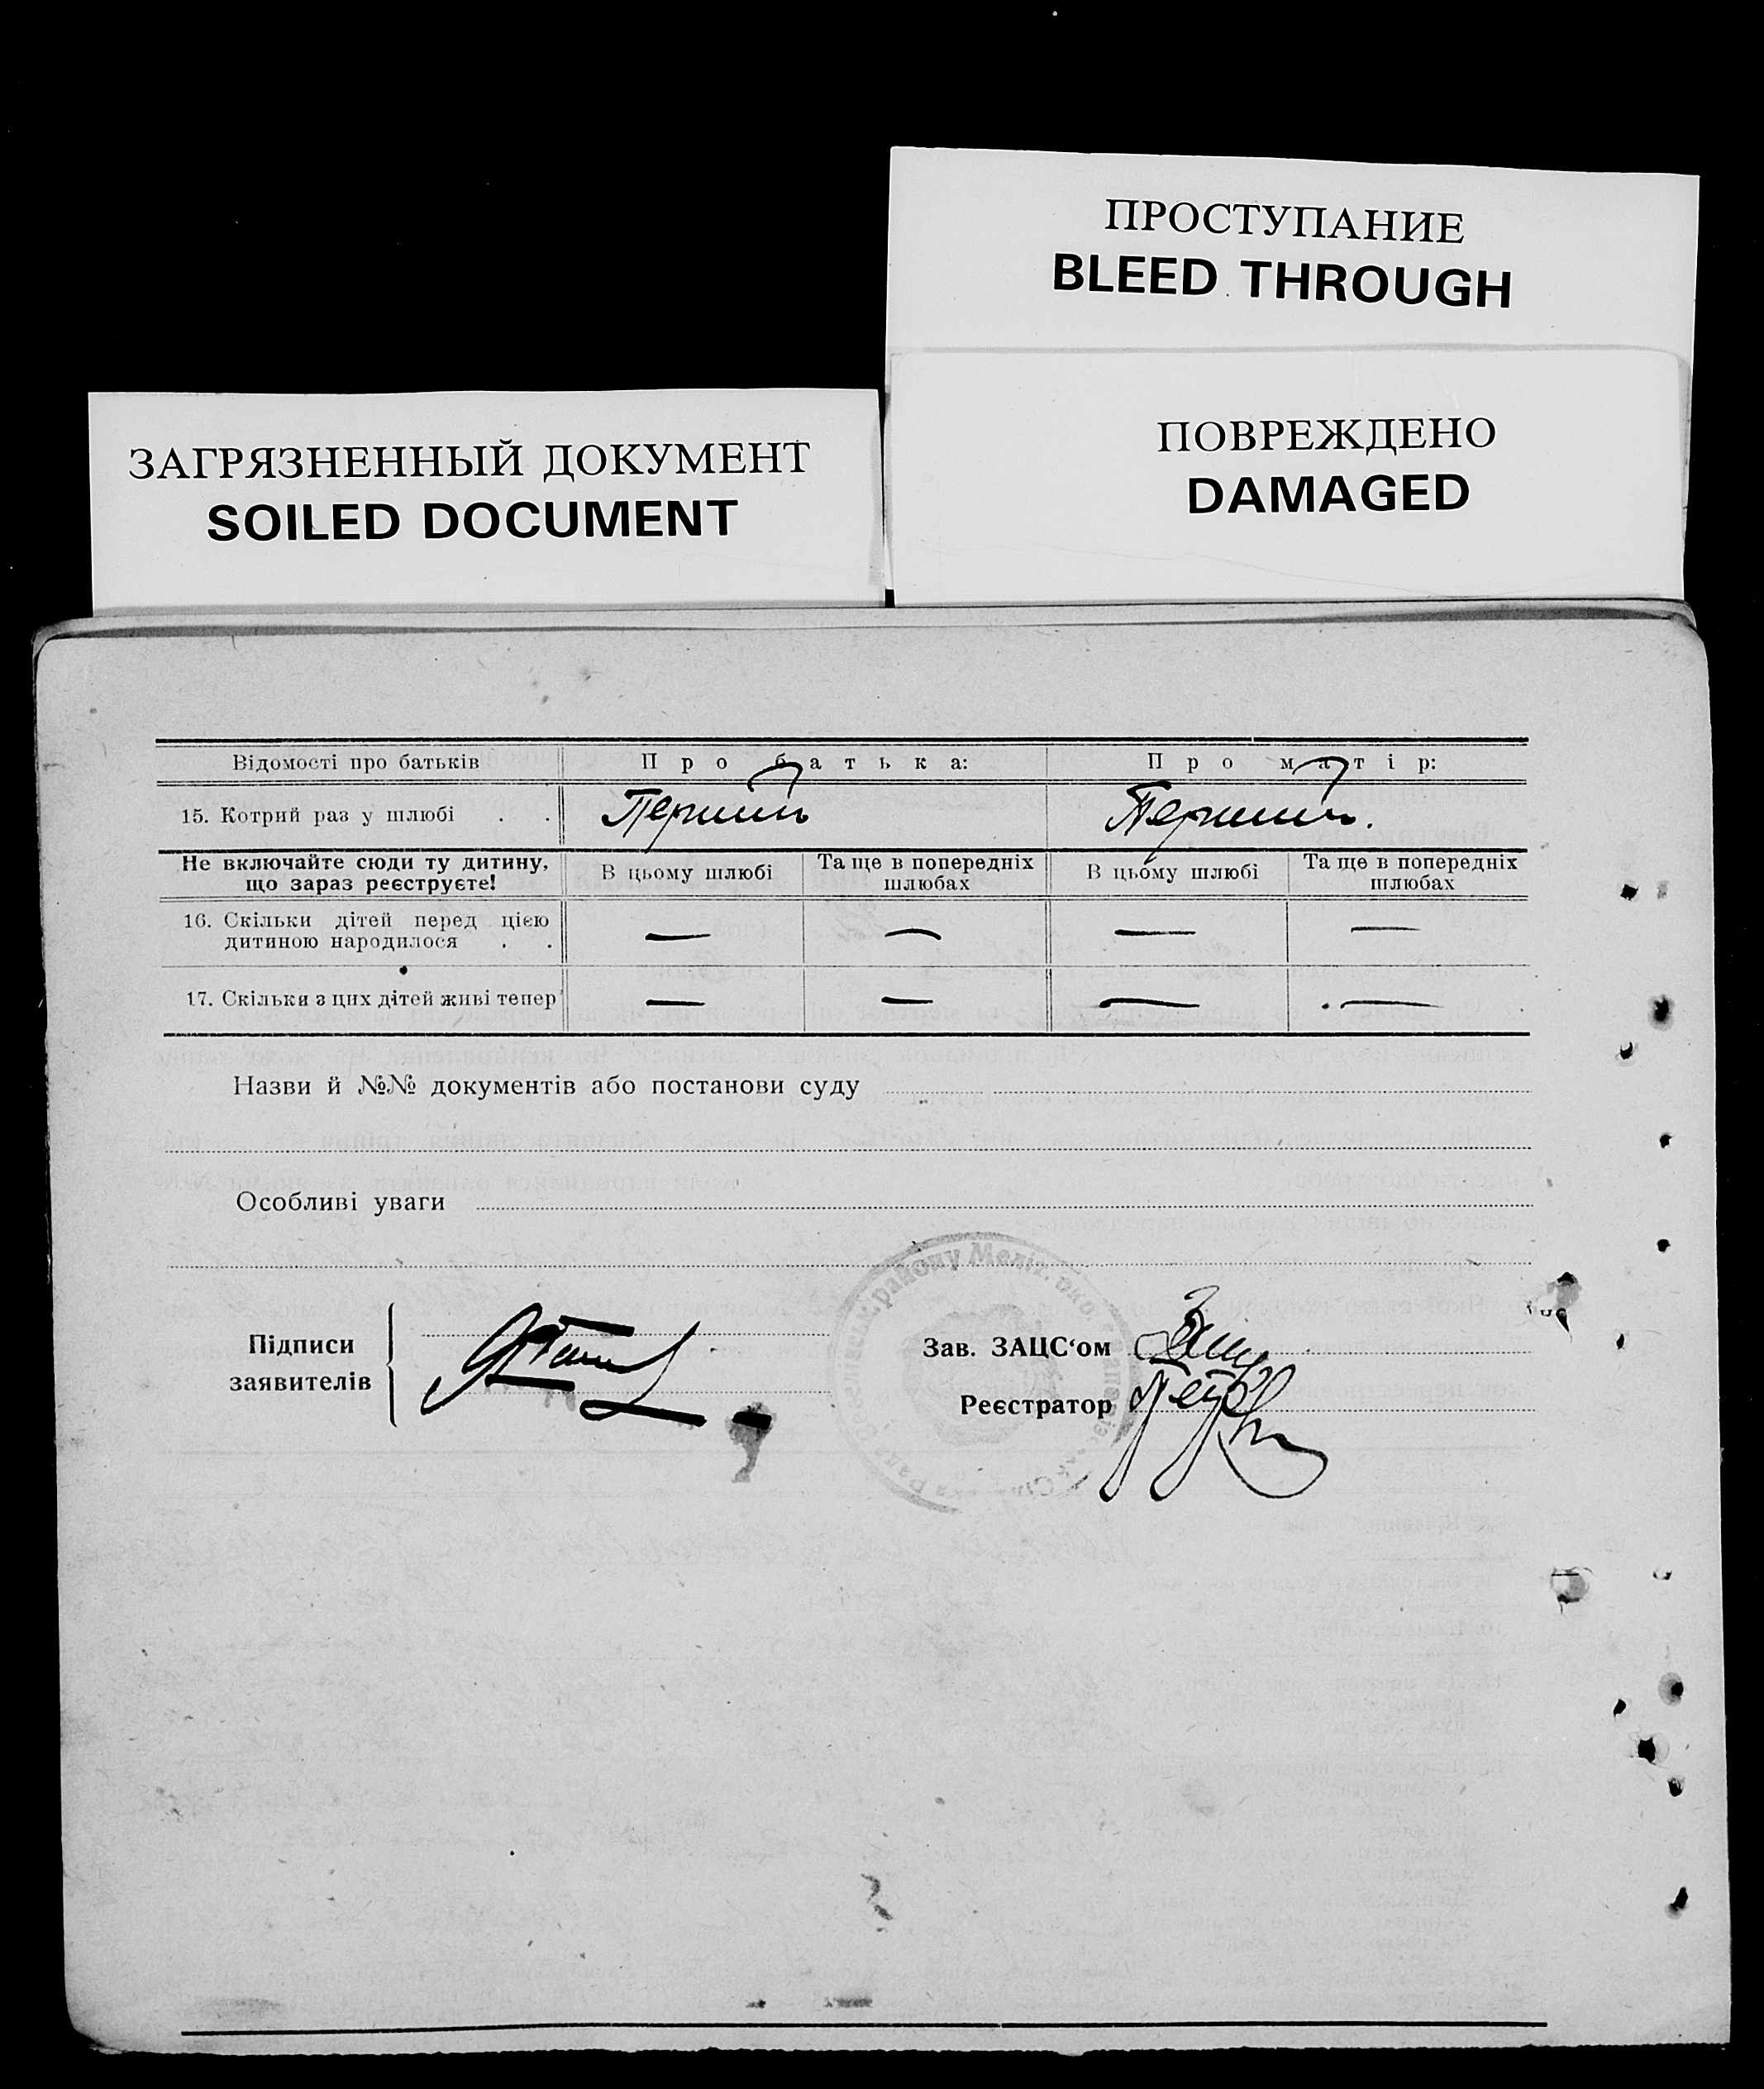 ПРОСТУПАНИЕ
BLEED THROUGH
ПОВРЕЖДЕНО
DAMAGED
ЗАГРЯЗНЕННЫЙ ДОКУМЕНТ
SOILED DOCUMENT
Відомості про батьків Про батька: Про матір:
15. Котрий раз у шлюбі . . Перший Перший.
Не включайте сюди ту дитину, що зараз реєструєте! В цьому шлюбі Та ще в попередніх шлюбах В цьому шлюбі Та ще в попередніх шлюбах
16. Скільки дітей перед цією — — — —
дитиною народилося . .
17. Скільки з цих дітей живі тепер — — — —
Назви й №№ документів або постанови суду
Особливі уваги
району Меліт. око.
Підписи
заявителів
Зав. ЗАЦС‘ом
Реєстратор